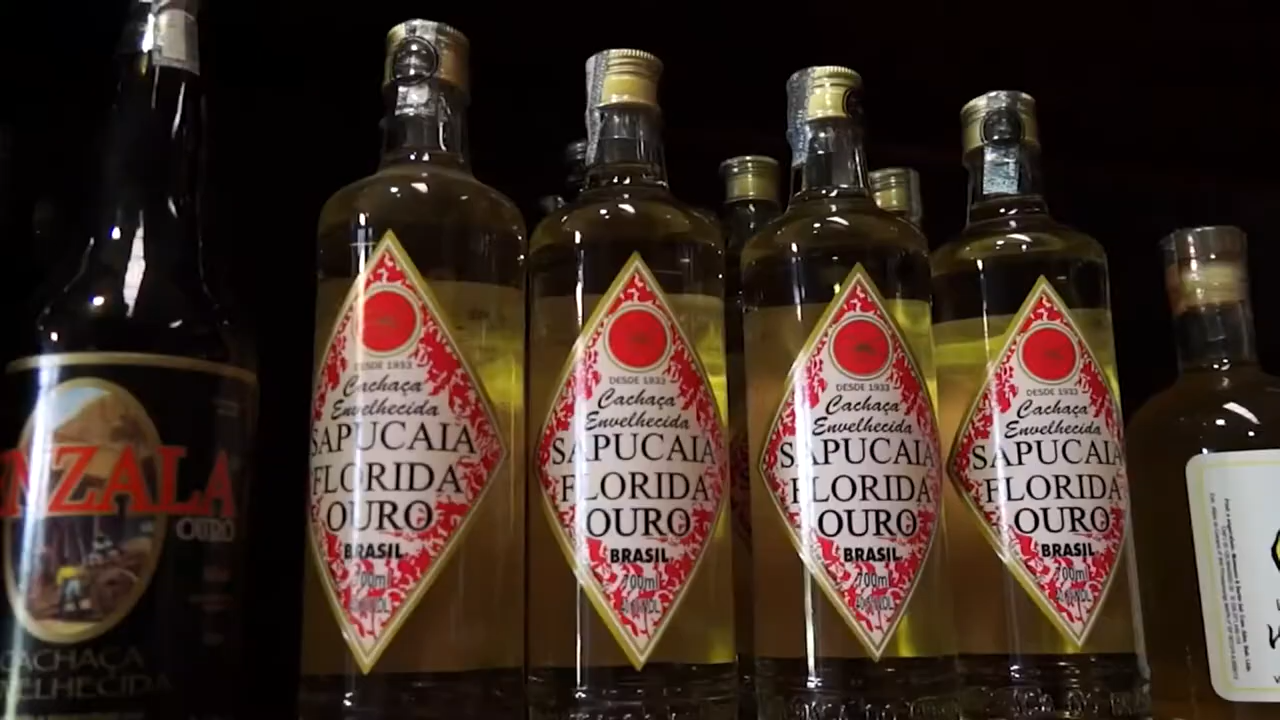 NZALA
OURO
CACHAÇA
DESDE 1933
Cachaça
Envelhecida
SAPUCAIA
FLORIDA
OURO
BRASIL
700ml
DESDE 1933
Cachaça
Envelhecida
SAPUCAIA
FLORIDA
OURO
BRASIL
700ml
DESDE 1933
Cachaça
Envelhecida
SAPUCAIA
FLORIDA
OURO
BRASIL
700ml
DESDE 1933
Cachaça
Envelhecida
SAPUCAIA
FLORIDA
OURO
BRASIL
700ml